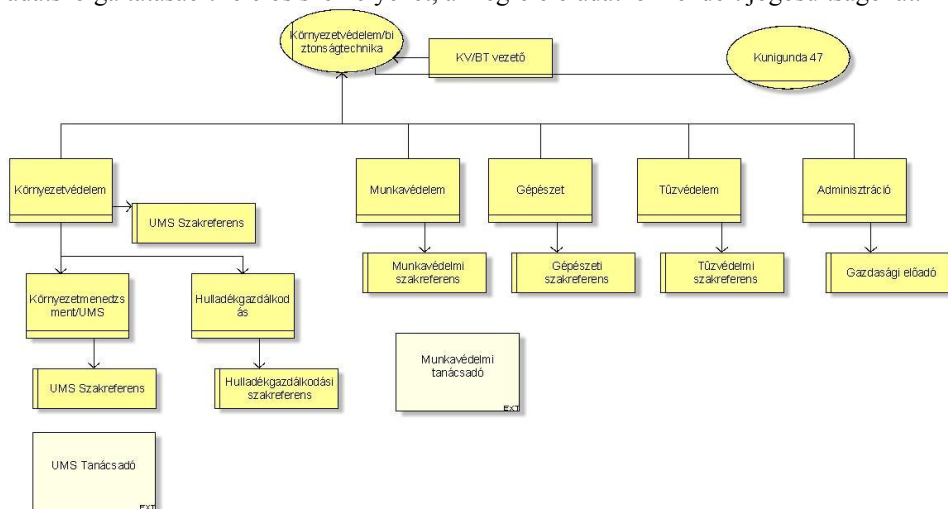 Környezetvédelem/bi
ztonságtechnika
KV/BT vezető
Kunigunda 47
Környezetvédelem
Munkavédelem
Gépészet
Tűzvédelem
Adminisztráció
UMS Szakreferens
Munkavédelmi
szakreferens
Gépészeti
szakreferens
Tűzvédelmi
szakreferens
Gazdasági előadó
Környezetmenedzs
ment/UMS
Hulladékgazdálkod
ás
Munkavédelmi
tanácsadó
EXT
UMS Szakreferens
Hulladékgazdálkodási
szakreferens
UMS Tanácsadó
EXT